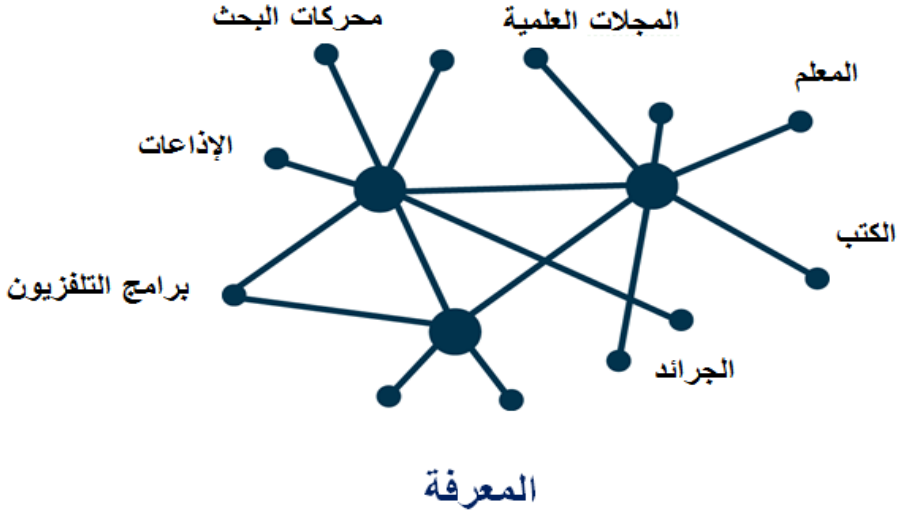 محركات البحث
المجلات العلمية
المعلم
الإذاعات
الكتب
برامج التلفزيون
الجرائد
المعرفة